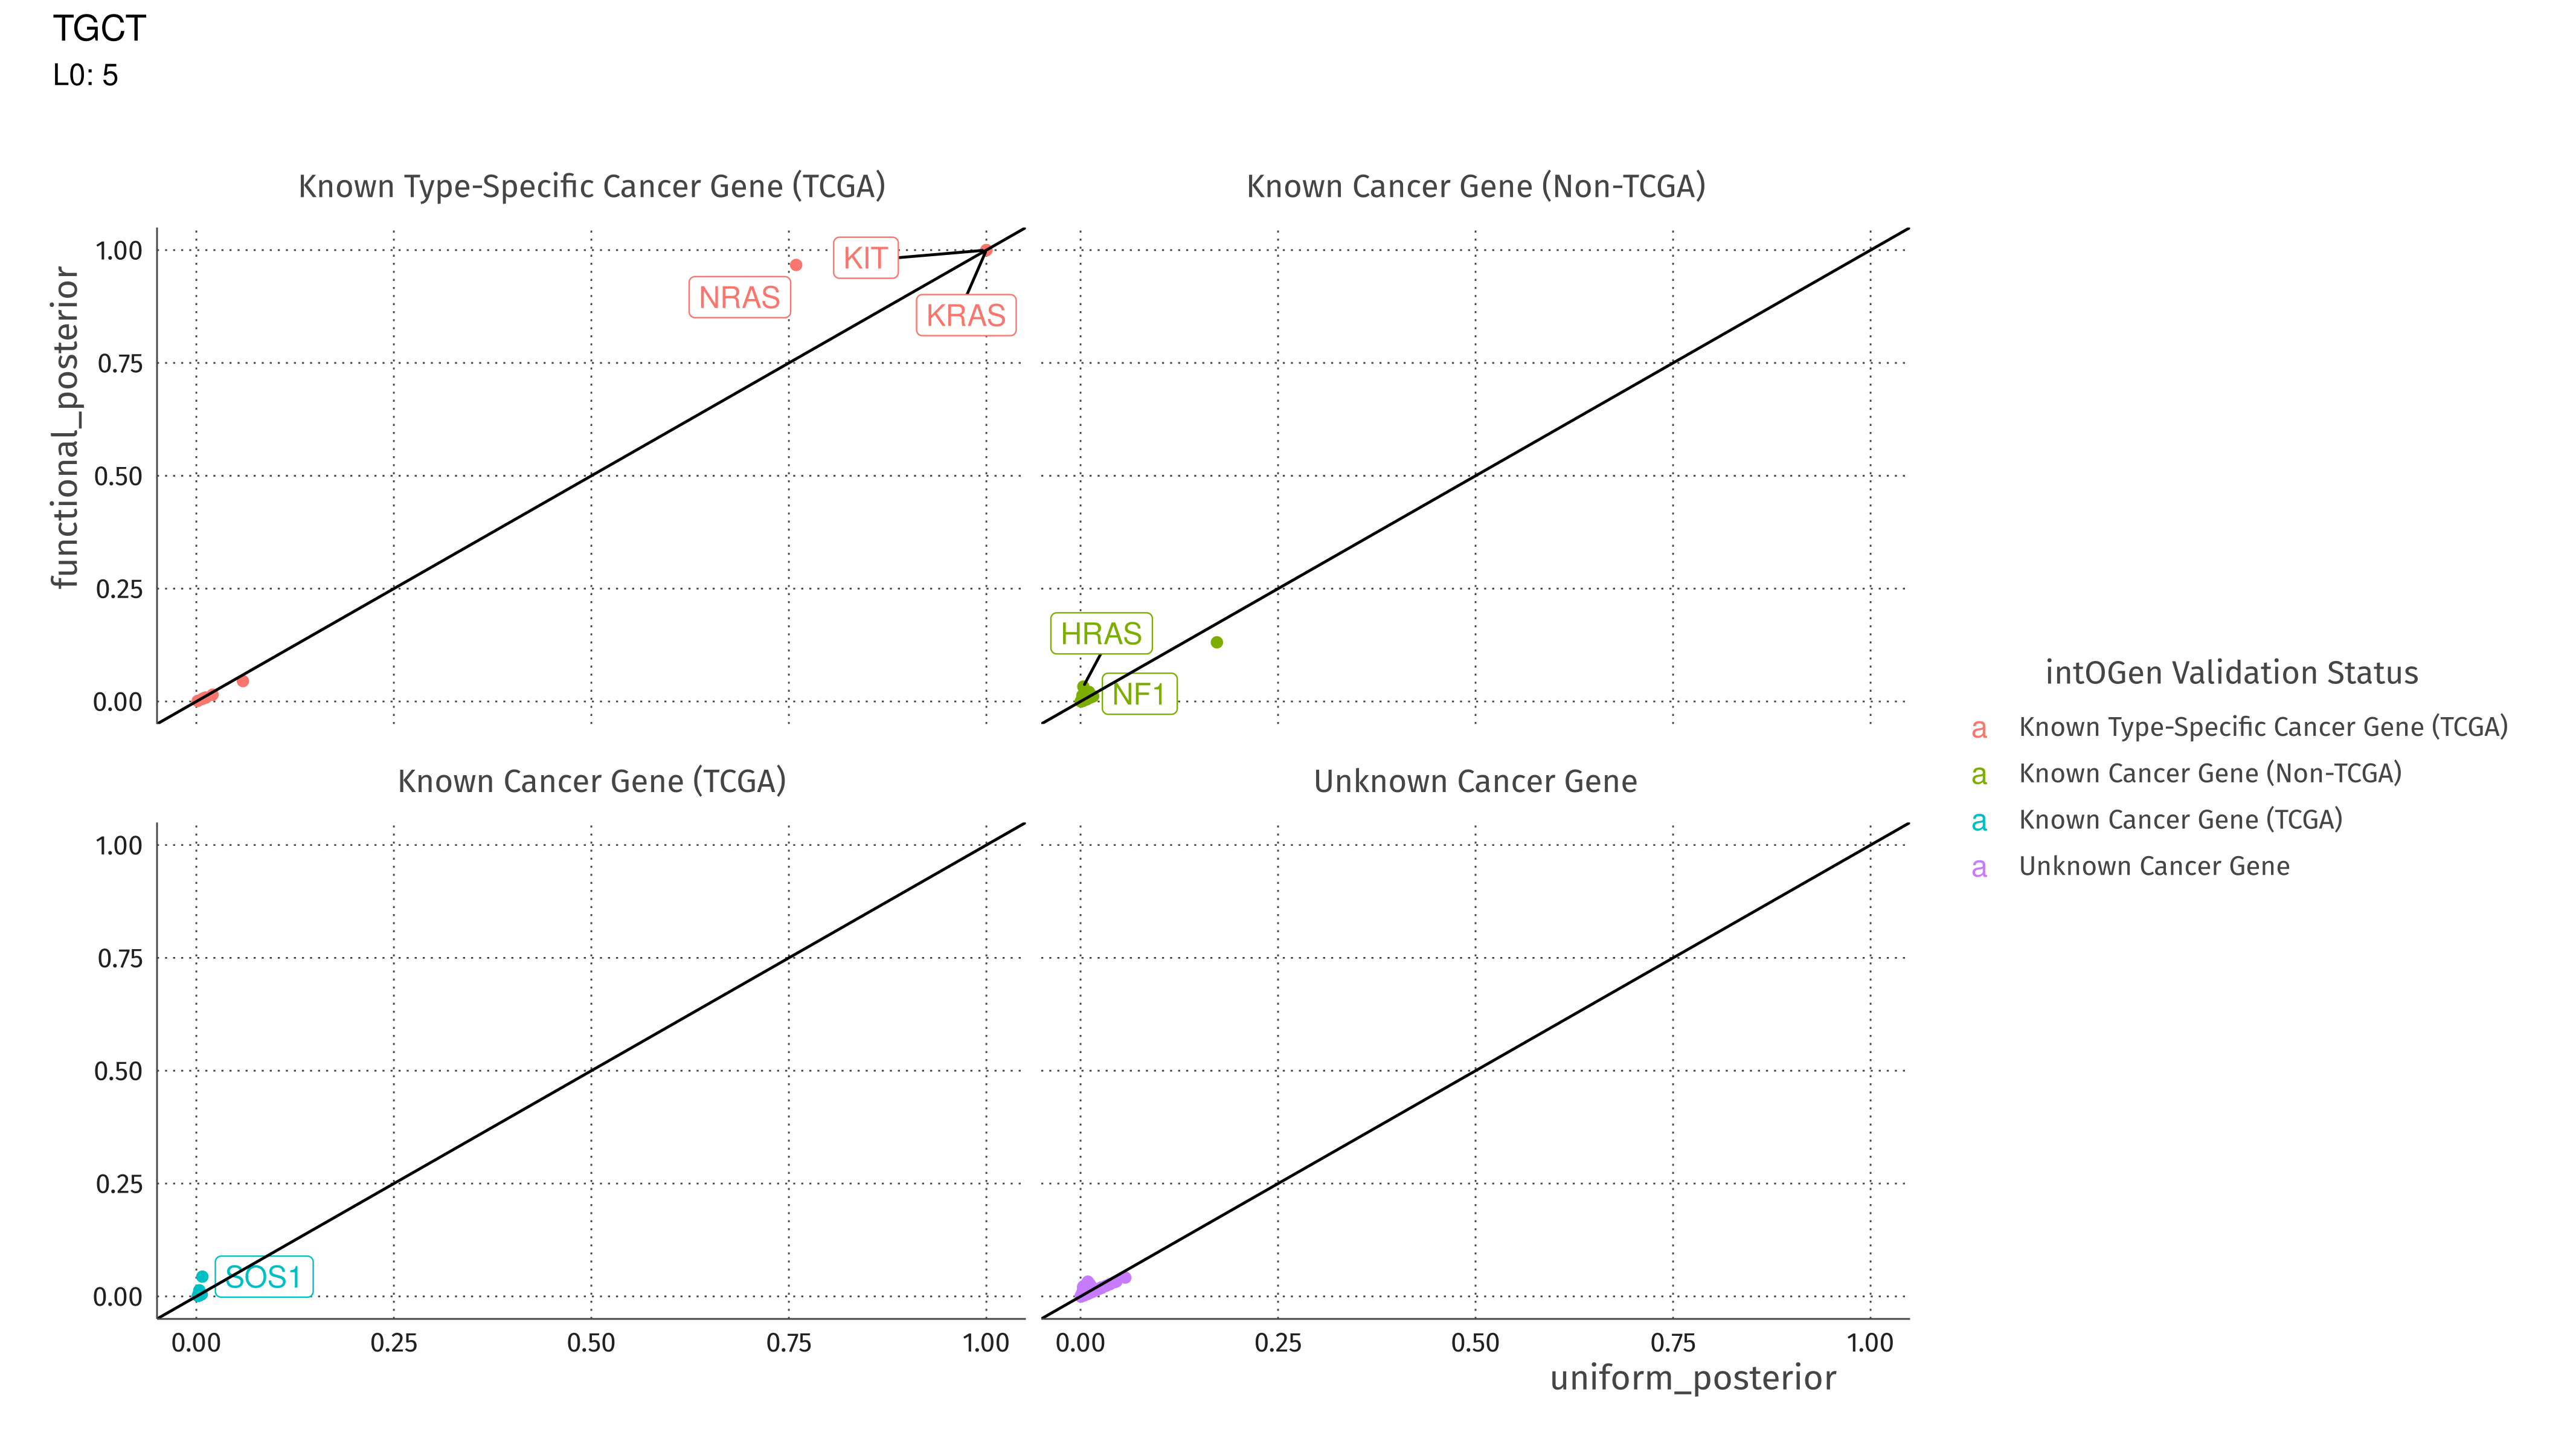 TGCT
L0: 5
Known Type-Specific Cancer Gene (TCGA)
Known Cancer Gene (Non-TCGA)
functional_posterior
1.00
0.75
0.50
0.25
0.00
KIT
NRAS
KRAS
HRAS
NF1
Known Cancer Gene (TCGA)
Unknown Cancer Gene
1.00
0.75
0.50
0.25
0.00
SOS1
0.00 0.25 0.50 0.75 1.00
0.00 0.25 0.50 0.75 1.00
uniform_posterior
intOGen Validation Status
a Known Type-Specific Cancer Gene (TCGA)
a Known Cancer Gene (Non-TCGA)
a Known Cancer Gene (TCGA)
a Unknown Cancer Gene